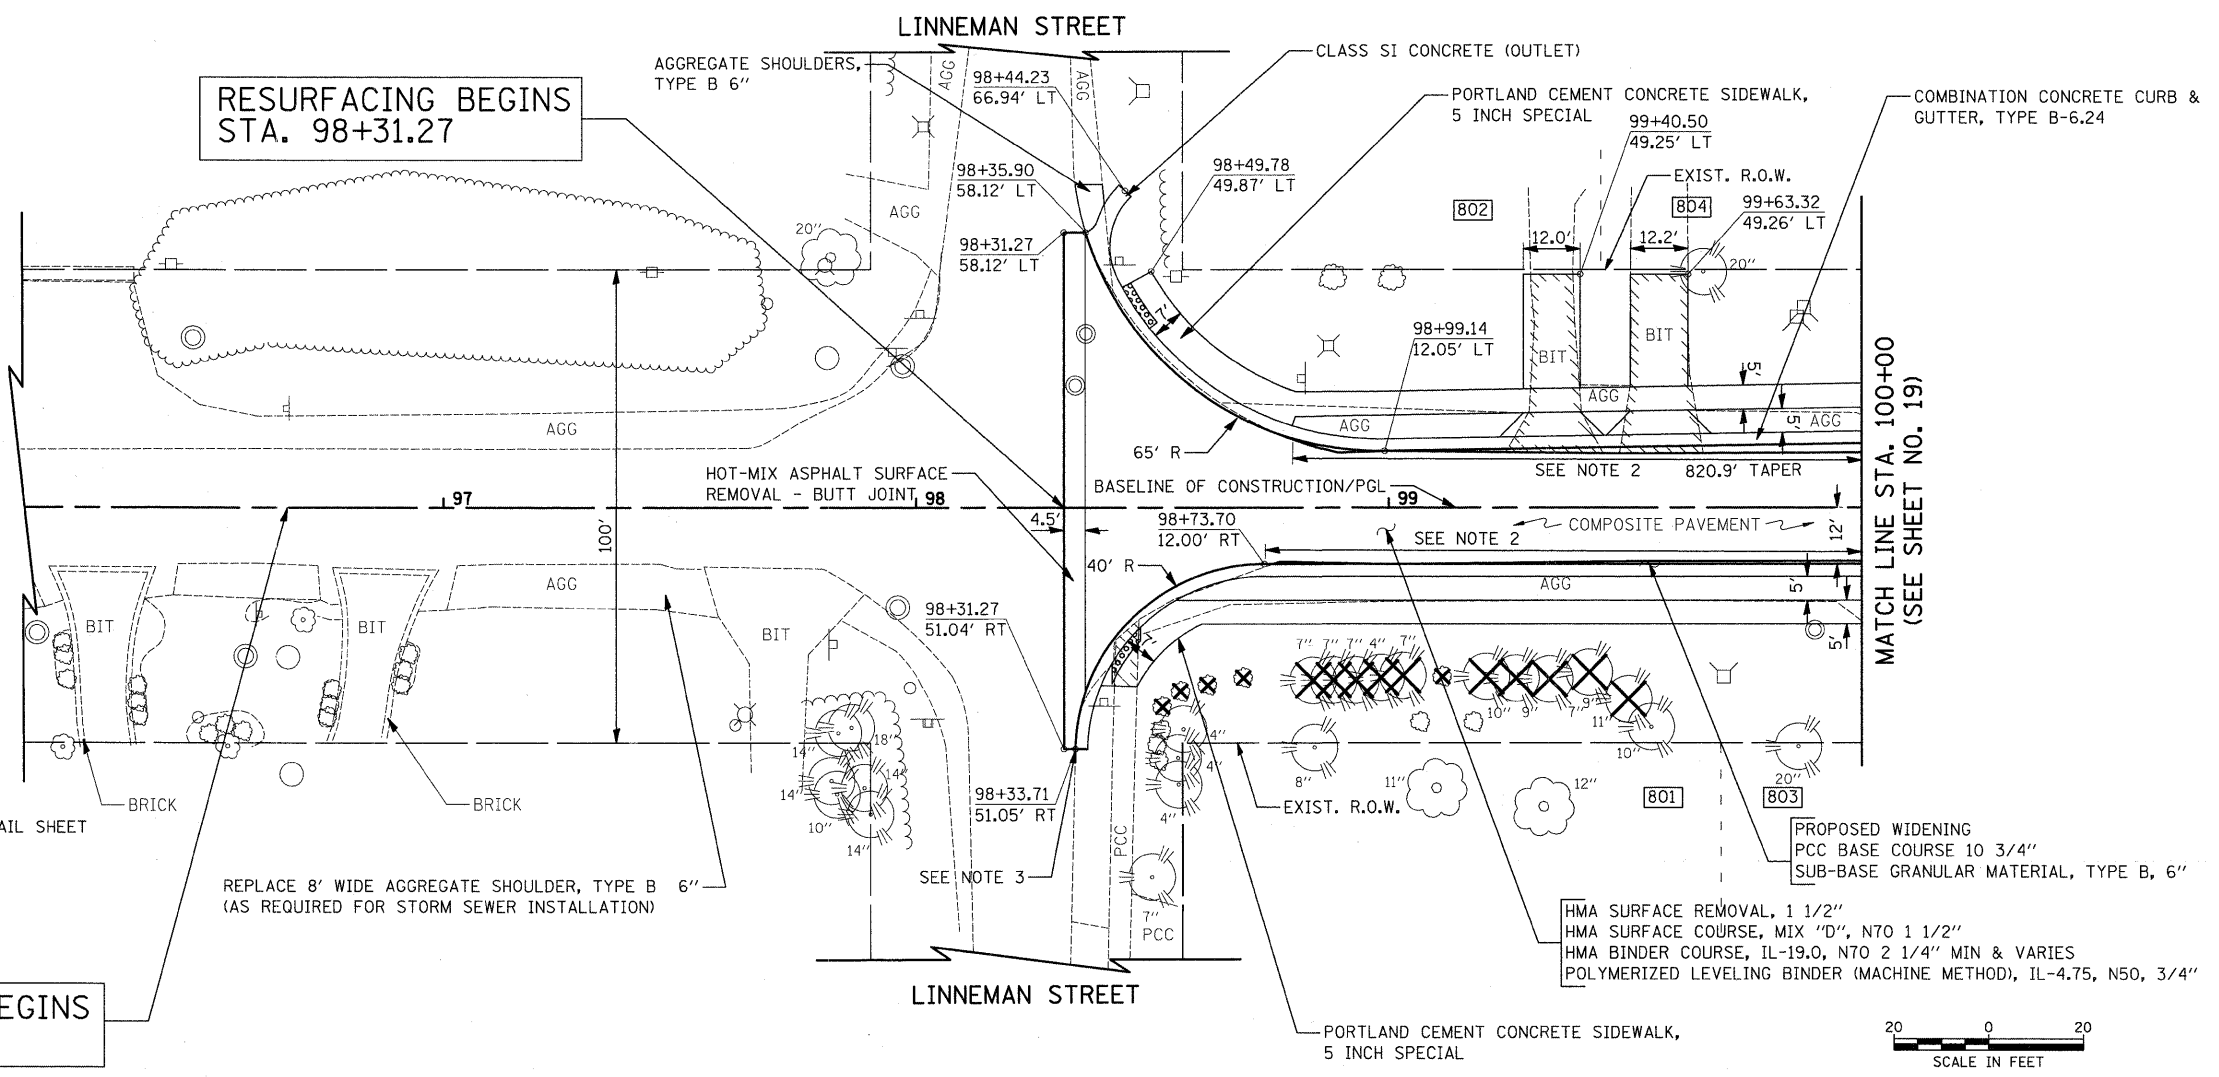 LINNEMAN STREET
AGGREGATE SHOULDERS,
TYPE B 6"
98+44.23
66.94' LT
CLASS SI CONCRETE (OUTLET)
PORTLAND CEMENT CONCRETE SIDEWALK,
5 INCH SPECIAL
COMBINATION CONCRETE CURB &
GUTTER, TYPE B-6.24
RESURFACING BEGINS
STA. 98+31.27
AGG
AGG
99+40.50
49.25' LT
98+35.90
58.12' LT
98+49.78
49.87' LT
EXIST. R.O.W.
802
804
99+63.32
49.26' LT
AGG
20"
98+31.27
58.12' LT
12.0'
12.2'
20"
7'
98+99.14
12.05' LT
BIT
BIT
5'
MATCH LINE STA. 100+00
(SEE SHEET NO. 19)
AGG
AGG
AGG
5'
AGG
65' R
HOT-MIX ASPHALT SURFACE
REMOVAL - BUTT JOINT
SEE NOTE 2
820.9' TAPER
BASELINE OF CONSTRUCTION/PGL
97
98
99
100'
4.5'
98+73.70
12.00' RT
COMPOSITE PAVEMENT
SEE NOTE 2
12'
40' R
AGG
AGG
5'
5'
98+31.27
51.04' RT
BIT
BIT
BIT
7'
7"
7"
7"
4"
7"
10"
9"
7"
9"
11"
10"
14"
18"
14"
14"
10"
14"
4"
4"
4"
8"
11"
12"
20"
BRICK
BRICK
98+33.71
51.05' RT
EXIST. R.O.W.
801
803
AIL SHEET
PROPOSED WIDENING
PCC BASE COURSE 10 3/4"
SUB-BASE GRANULAR MATERIAL, TYPE B, 6"
PCC
SEE NOTE 3
REPLACE 8' WIDE AGGREGATE SHOULDER, TYPE B 6"
(AS REQUIRED FOR STORM SEWER INSTALLATION)
7"
PCC
HMA SURFACE REMOVAL, 1 1/2"
HMA SURFACE COURSE, MIX "D", N70 1 1/2"
HMA BINDER COURSE, IL-19.0, N70 2 1/4" MIN & VARIES
POLYMERIZED LEVELING BINDER (MACHINE METHOD), IL-4.75, N50, 3/4"
EGINS
LINNEMAN STREET
PORTLAND CEMENT CONCRETE SIDEWALK,
5 INCH SPECIAL
20 0 20
SCALE IN FEET